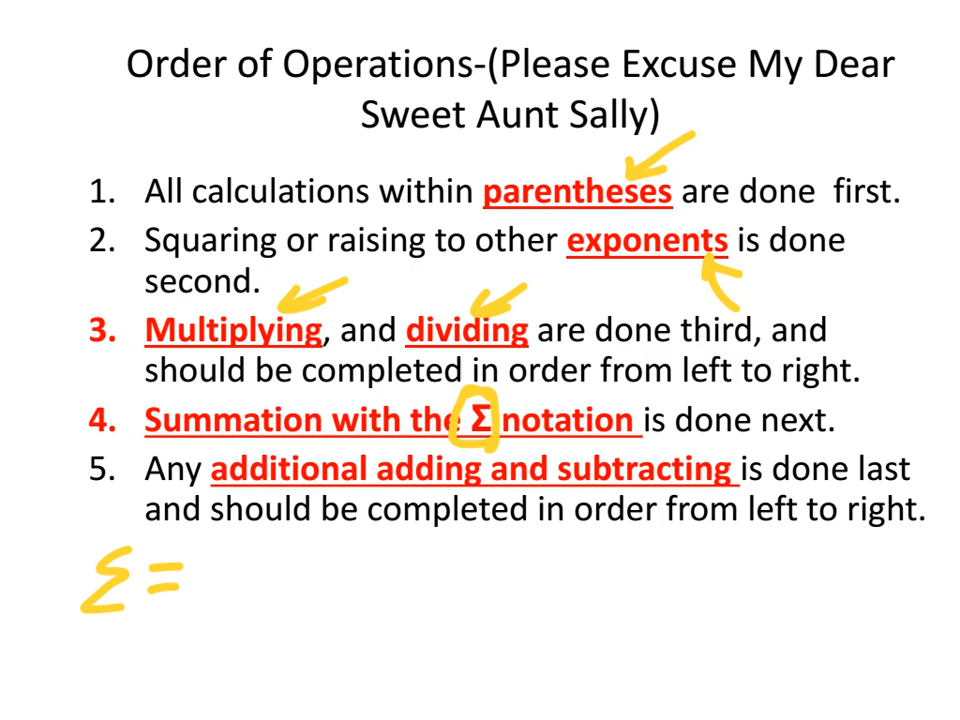 Order of Operations-(Please Excuse My Dear
Sweet Aunt Sally)
1. All calculations within parentheses are done first.
2. Squaring or raising to other exponents is done
second.
3. Multiplying, and dividing are done third, and
should be completed in order from left to right.
4. Summation with the Σ notation is done next.
5. Any additional adding and subtracting is done last
and should be completed in order from left to right.
Σ =